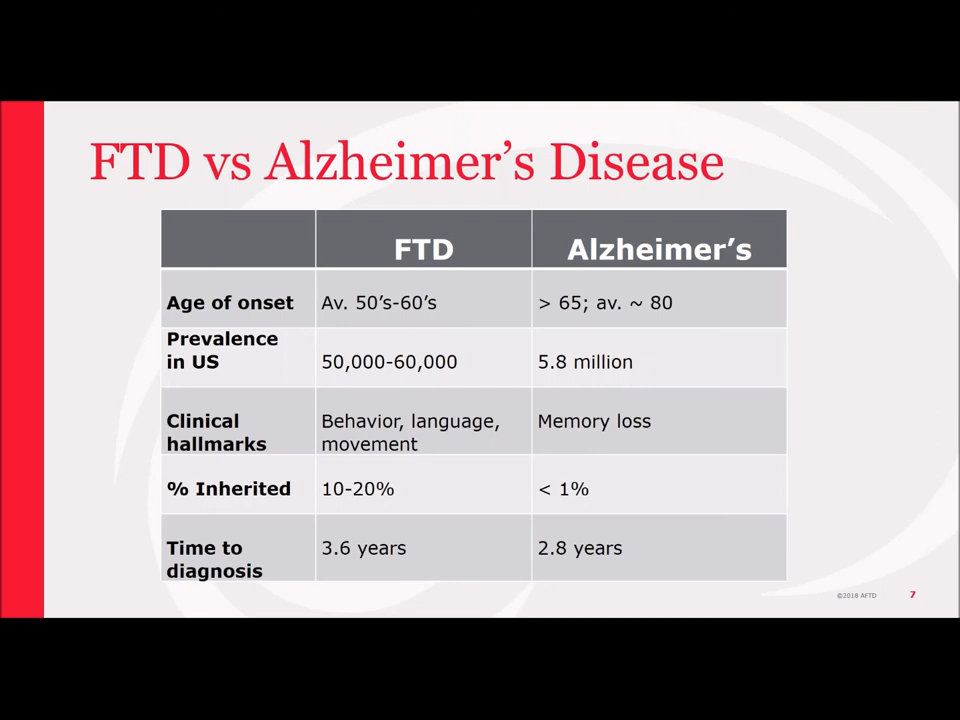 FTD vs Alzheimer’s Disease
FTD Alzheimer’s
Age of onset Av. 50’s-60’s > 65; av. ~ 80
Prevalence
in US 50,000-60,000 5.8 million
Clinical Behavior, language, Memory loss
hallmarks movement
% Inherited 10-20% < 1%
Time to 3.6 years 2.8 years
diagnosis
©2018 AFTD 7